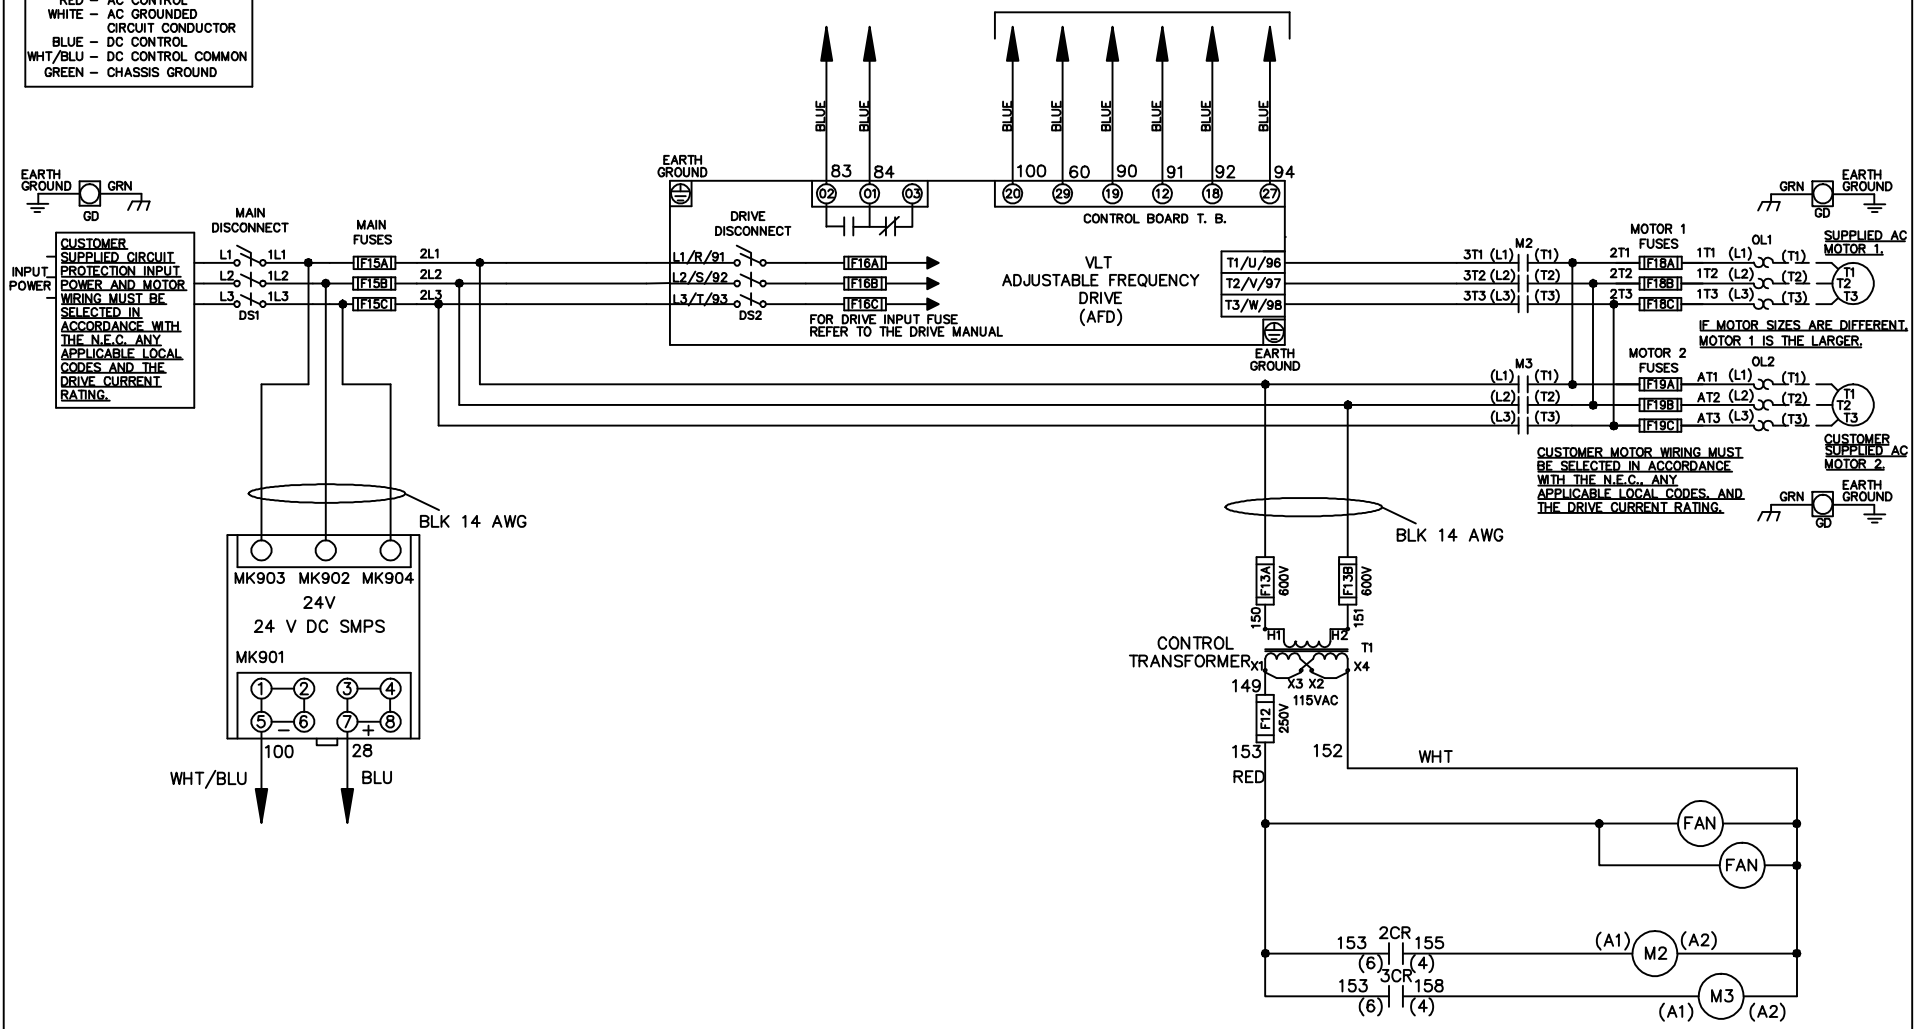 RED – AC CONTROL
WHITE – AC GROUNDED
CIRCUIT CONDUCTOR
BLUE – DC CONTROL
WHT/BLU – DC CONTROL COMMON
GREEN – CHASSIS GROUND
BLUE
BLUE
BLUE
BLUE
BLUE
BLUE
BLUE
BLUE
EARTH
GROUND
83
84
100
60
90
91
92
94
02
01
03
20
29
19
12
18
27
CONTROL BOARD T. B.
EARTH
GROUND
GRN
GD
MAIN
DISCONNECT
MAIN
FUSES
DRIVE
DISCONNECT
INPUT
POWER
CUSTOMER
SUPPLIED CIRCUIT
PROTECTION INPUT
POWER AND MOTOR
WIRING MUST BE
SELECTED IN
ACCORDANCE WITH
THE N.E.C. ANY
APPLICABLE LOCAL
CODES AND THE
DRIVE CURRENT
RATING.
L1 1L1
L2 1L2
L3 1L3
DS1
F15A
F15B
F15C
2L1
2L2
2L3
L1/R/91
L2/S/92
L3/T/93
DS2
F16A
F16B
F16C
FOR DRIVE INPUT FUSE
REFER TO THE DRIVE MANUAL
VLT
ADJUSTABLE FREQUENCY
DRIVE
(AFD)
T1/U/96
T2/V/97
T3/W/98
EARTH
GROUND
M2
3T1 (L1) (T1)
3T2 (L2) (T2)
3T3 (L3) (T3)
MOTOR 1
FUSES
2T1 F18A 1T1 (L1)
2T2 F18B 1T2 (L2)
2T3 F18C 1T3 (L3)
OL1
(T1)
(T2)
(T3)
T1
T2
T3
GRN
EARTH
GROUND
GD
SUPPLIED AC
MOTOR 1.
IF MOTOR SIZES ARE DIFFERENT,
MOTOR 1 IS THE LARGER.
M3
(L1) (T1)
(L2) (T2)
(L3) (T3)
MOTOR 2
FUSES
F19A AT1 (L1)
F19B AT2 (L2)
F19C AT3 (L3)
OL2
(T1)
(T2)
(T3)
T1
T2
T3
CUSTOMER
SUPPLIED AC
MOTOR 2.
CUSTOMER MOTOR WIRING MUST
BE SELECTED IN ACCORDANCE
WITH THE N.E.C., ANY
APPLICABLE LOCAL CODES, AND
THE DRIVE CURRENT RATING.
GRN
EARTH
GROUND
GD
BLK 14 AWG
BLK 14 AWG
MK903 MK902 MK904
24V
24 V DC SMPS
MK901
1 2 3 4
5 6 7 8
– +
100
28
WHT/BLU
BLU
F13A
600V
F13B
600V
150
151
H1 H2
T1
CONTROL
TRANSFORMER
X1
X4
X3 X2
149
115VAC
F12
250V
153
152
RED
WHT
FAN
FAN
2CR
153 155
(6) (4)
(A1) M2 (A2)
3CR
153 158
(6) (4)
(A1) M3 (A2)